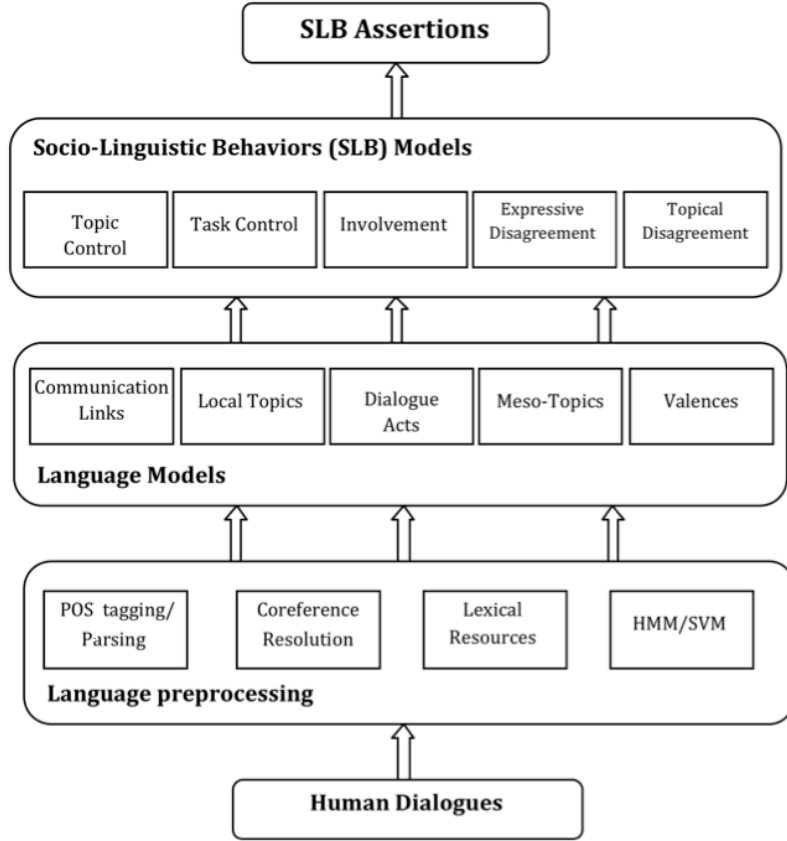 SLB Assertions
Socio-Linguistic Behaviors (SLB) Models
Topic
Control
Task Control
Involvement
Expressive
Disagreement
Topical
Disagreement
Communication
Links
Local Topics
Dialogue
Acts
Meso-Topics
Valences
Language Models
POS tagging/
Parsing
Coreference
Resolution
Lexical
Resources
HMM/SVM
Language preprocessing
Human Dialogues